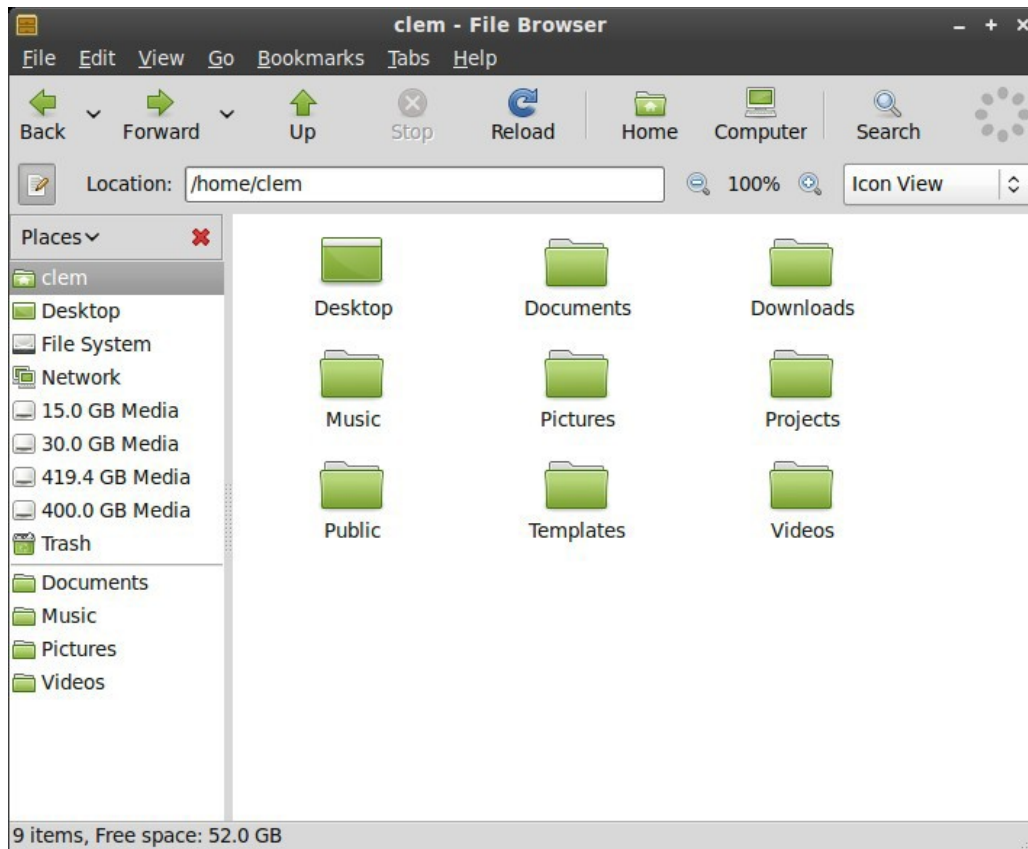 clem - File Browser
File Edit View Go Bookmarks Tabs Help
Back Forward Up Stop Reload Home Computer Search
Location: /home/clem 100% Icon View
Places
clem
Desktop
File System
Network
15.0 GB Media
30.0 GB Media
419.4 GB Media
400.0 GB Media
Trash
Documents
Music
Pictures
Videos
Desktop Documents Downloads
Music Pictures Projects
Public Templates Videos
9 items, Free space: 52.0 GB